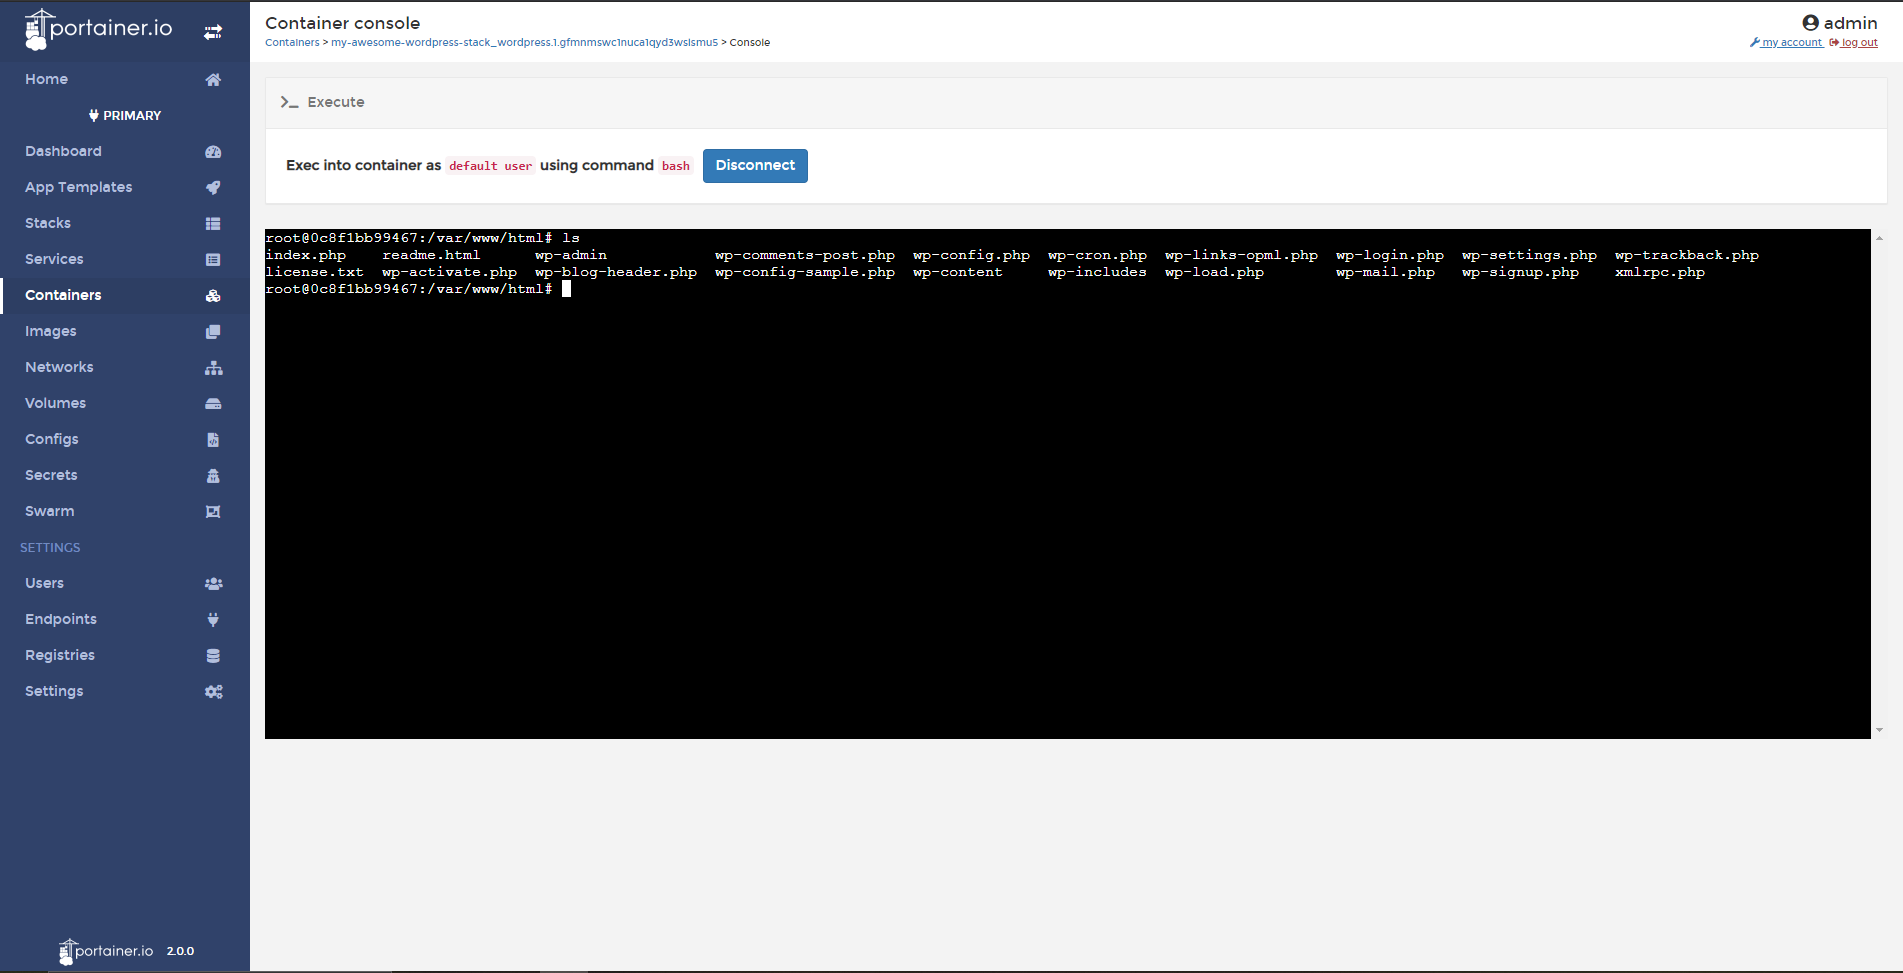 portainer.io
Home
PRIMARY
Dashboard
App Templates
Stacks
Services
Containers
Images
Networks
Volumes
Configs
Secrets
Swarm
SETTINGS
Users
Endpoints
Registries
Settings
portainer.io 2.0.0
Container console
Containers > my-awesome-wordpress-stack_wordpress.1.gfmnmswc1nuca1qyd3wslsmu5 > Console
admin
my account log out
>_ Execute
Exec into container as default user using command bash Disconnect
root@0c8f1bb99467:/var/www/html# ls
index.php readme.html wp-admin wp-comments-post.php wp-config.php wp-cron.php wp-links-opml.php wp-login.php wp-settings.php wp-trackback.php
license.txt wp-activate.php wp-blog-header.php wp-config-sample.php wp-content wp-includes wp-load.php wp-mail.php wp-signup.php xmlrpc.php
root@0c8f1bb99467:/var/www/html#